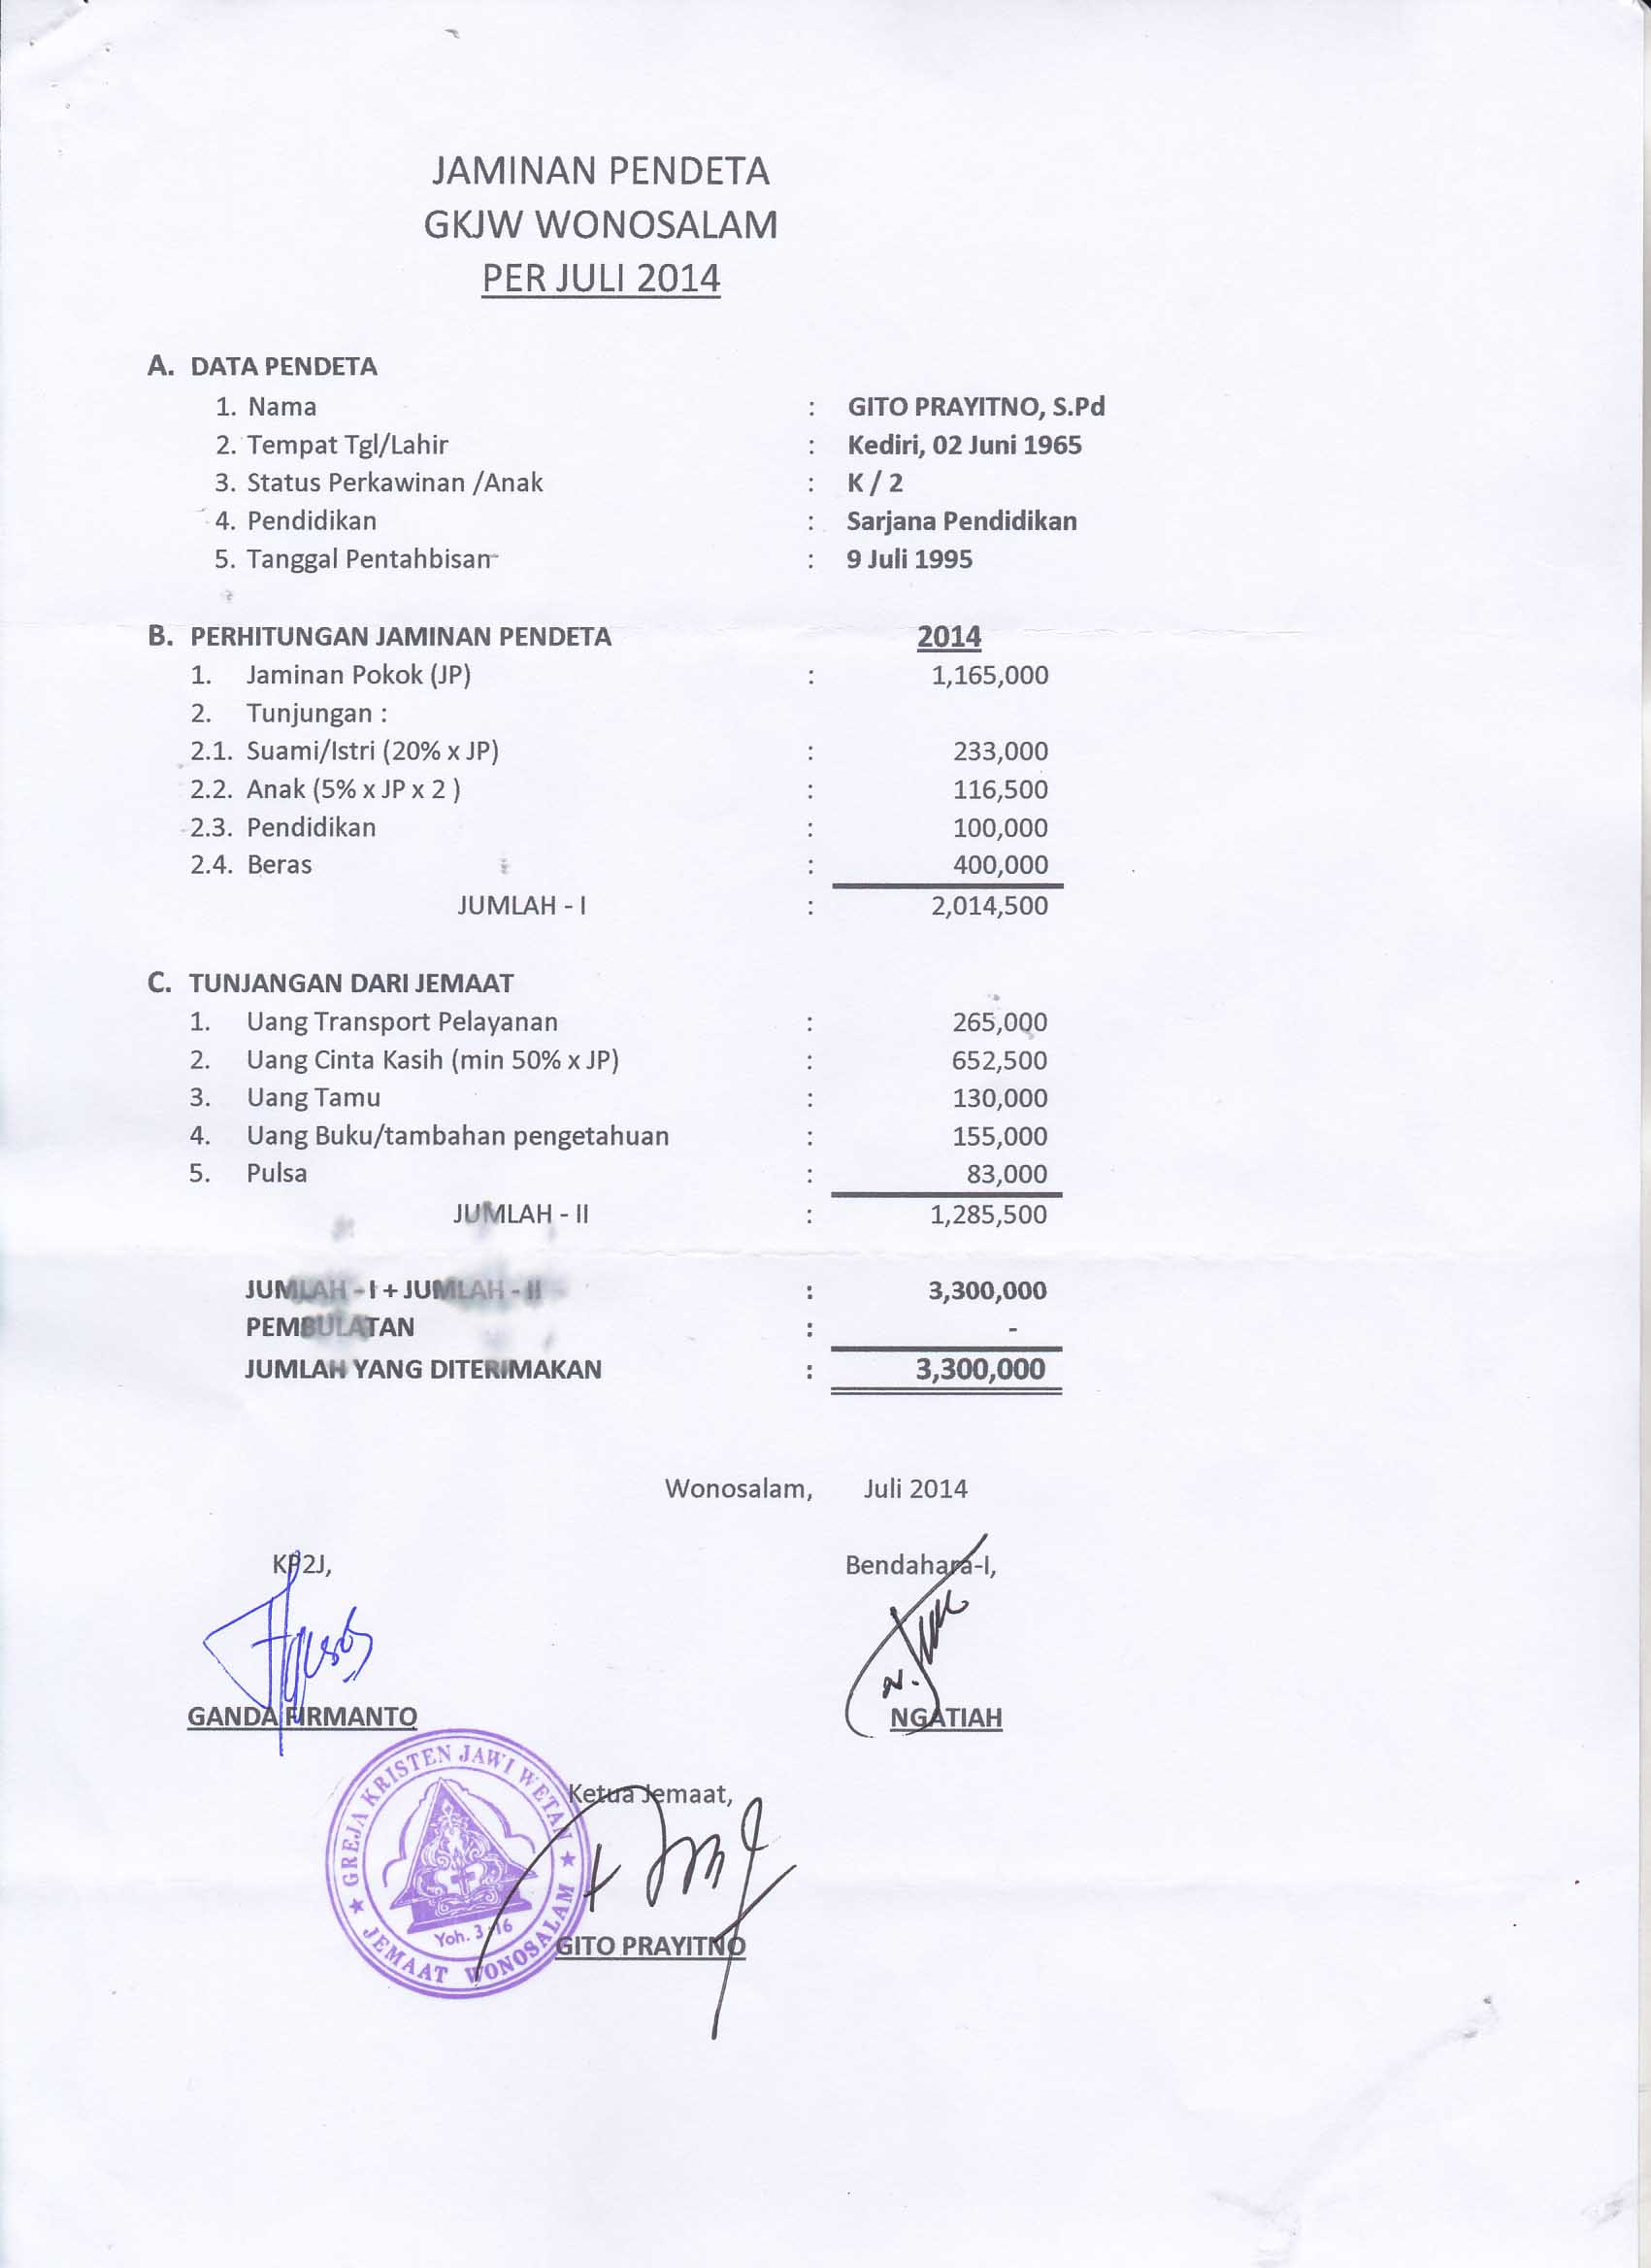 JAMINAN PENDETA
GKJW WONOSALAM
PER JULI 2014
A. DATA PENDETA
1. Nama : GITO PRAYITNO, S.Pd
2. Tempat Tgl/Lahir : Kediri, 02 Juni 1965
3. Status Perkawinan /Anak : K / 2
4. Pendidikan : Sarjana Pendidikan
5. Tanggal Pentahbisan : 9 Juli 1995
B. PERHITUNGAN JAMINAN PENDETA 2014
1. Jaminan Pokok (JP) : 1,165,000
2. Tunjungan :
2.1. Suami/Istri (20% x JP) : 233,000
2.2. Anak (5% x JP x 2 ) : 116,500
2.3. Pendidikan : 100,000
2.4. Beras : 400,000
JUMLAH - I : 2,014,500
C. TUNJANGAN DARI JEMAAT
1. Uang Transport Pelayanan : 265,000
2. Uang Cinta Kasih (min 50% x JP) : 652,500
3. Uang Tamu : 130,000
4. Uang Buku/tambahan pengetahuan : 155,000
5. Pulsa : 83,000
JUMLAH - II : 1,285,500
JUMLAH - I + JUMLAH - II : 3,300,000
PEMBULATAN : -
JUMLAH YANG DITERIMAKAN : 3,300,000
Wonosalam, Juli 2014
KP2J, Bendahara-I,
GANDA FIRMANTO NGATIAH
GREJA KRISTEN JAWI WETAN
Yoh. 3:16
JEMAAT WONOSALAM
Ketua Jemaat,
GITO PRAYITNO